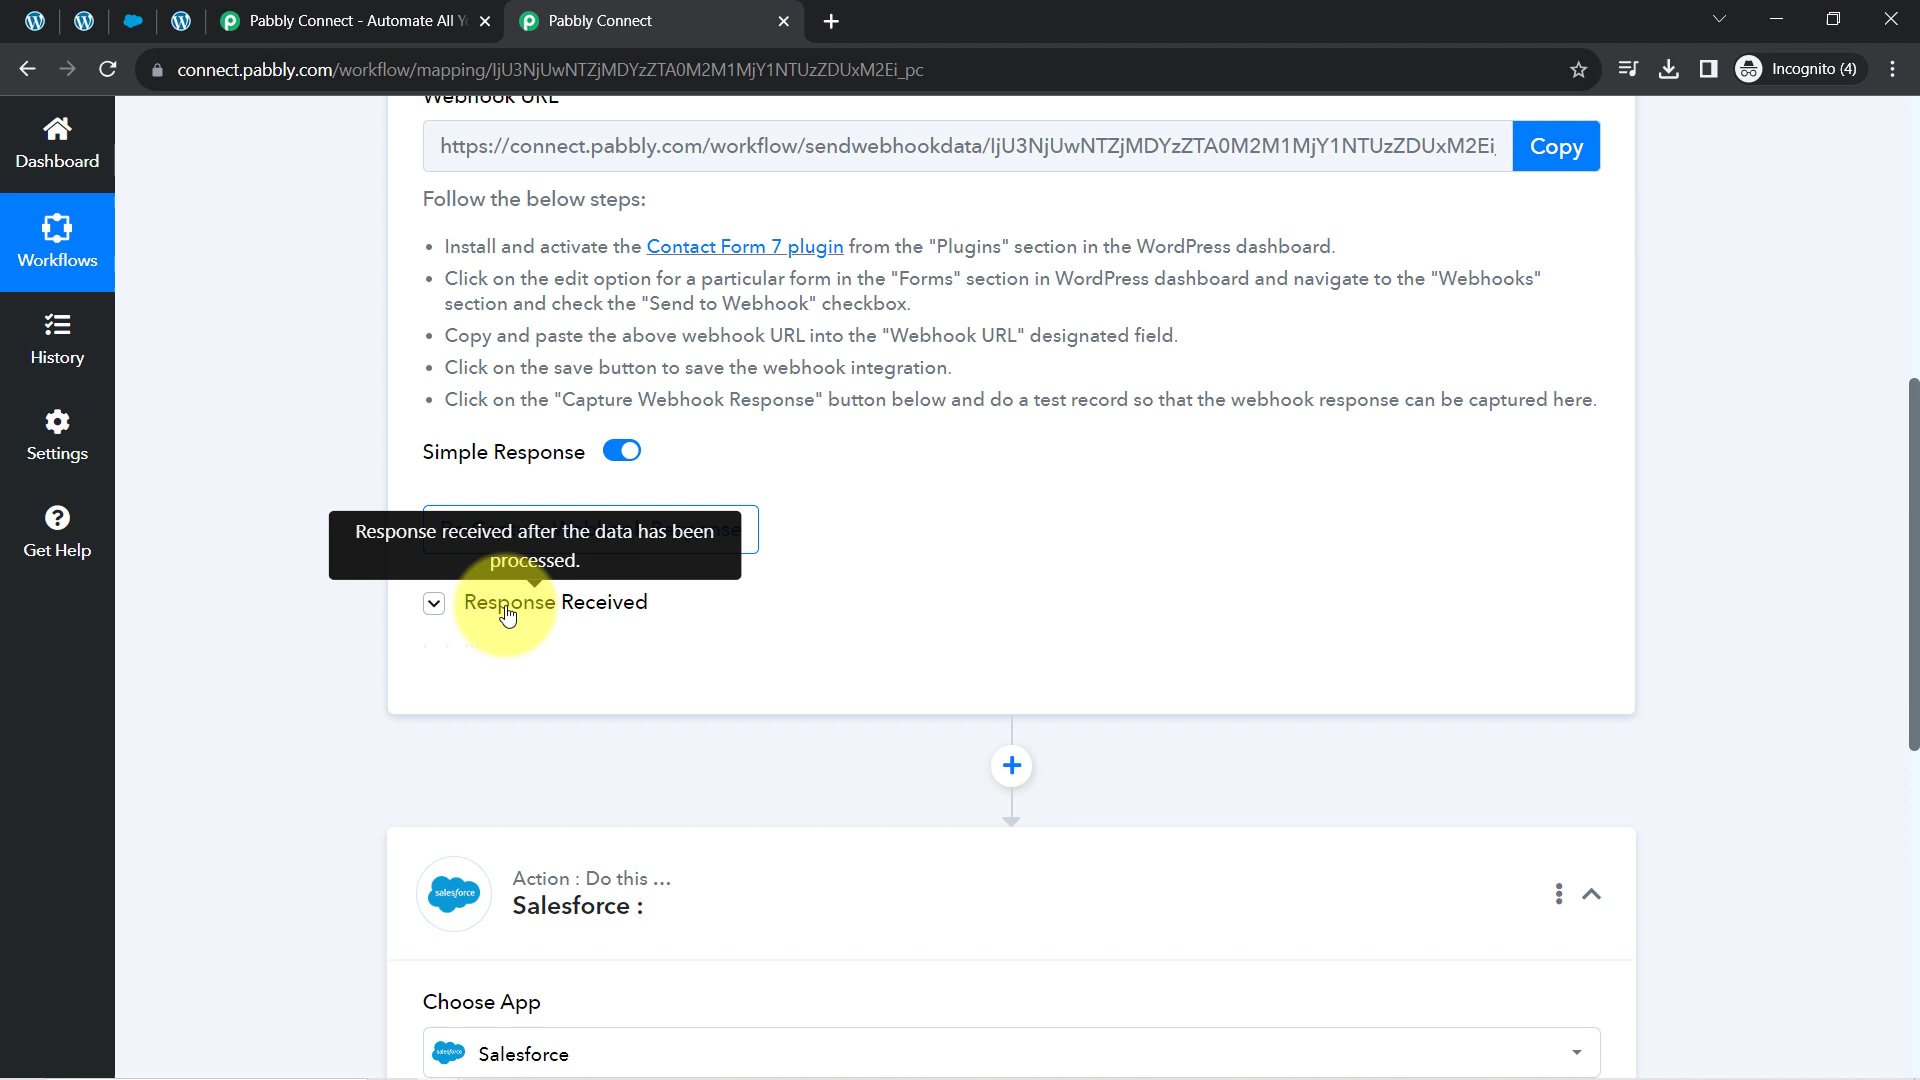 Pabbly Connect - Automate All
Pabbly Connect
connect.pabbly.com/workflow/mapping/IjU3NjUwNTZjMDYzZTA0M2M1MjY1NTUzZDUxM2Ei_pc
Incognito (4)
Dashboard
Workflows
History
Settings
Get Help
Webhook URL
https://connect.pabbly.com/workflow/sendwebhookdata/IjU3NjUwNTZjMDYzZTA0M2M1MjY1NTUzZDUxM2Ei_
Copy
Follow the below steps:
• Install and activate the Contact Form 7 plugin from the "Plugins" section in the WordPress dashboard.
• Click on the edit option for a particular form in the "Forms" section in WordPress dashboard and navigate to the "Webhooks"
section and check the "Send to Webhook" checkbox.
• Copy and paste the above webhook URL into the "Webhook URL" designated field.
• Click on the save button to save the webhook integration.
• Click on the "Capture Webhook Response" button below and do a test record so that the webhook response can be captured here.
Simple Response
Response received after the data has been
processed.
Response Received
salesforce
Action : Do this ...
Salesforce :
Choose App
salesforce
Salesforce